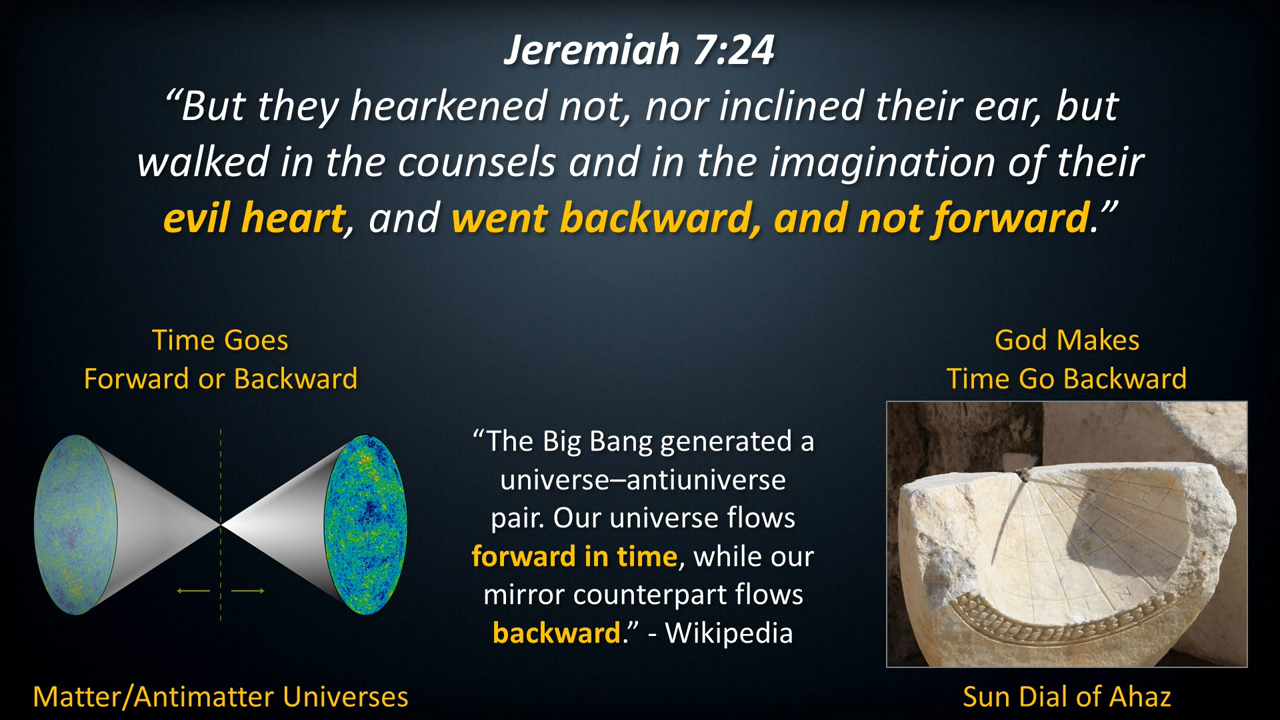 Jeremiah 7:24
“But they hearkened not, nor inclined their ear, but
walked in the counsels and in the imagination of their
evil heart, and went backward, and not forward.”
Time Goes
Forward or Backward
Matter/Antimatter Universes
“The Big Bang generated a
universe–antiuniverse
pair. Our universe flows
forward in time, while our
mirror counterpart flows
backward.” - Wikipedia
God Makes
Time Go Backward
Sun Dial of Ahaz